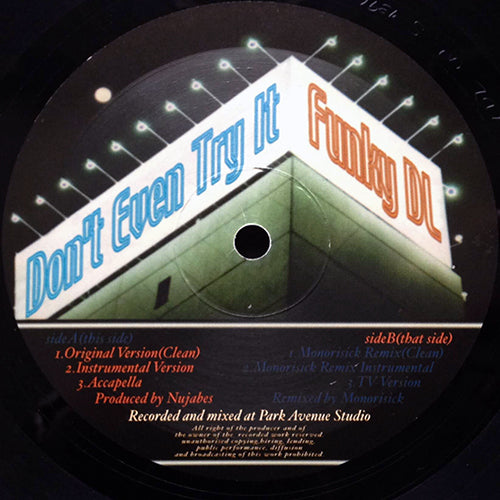 Don't Even Try It
Funky DL
sideA(this side)
1.Original Version(Clean)
2.Instrumental Version
3.Accapella
Produced by Nujabes
sideB(that side)
1.Monorisick Remix(Clean)
2.Monorisick Remix Instrumental
3.TV Version
Remixed by Monorisick
Recorded and mixed at Park Avenue Studio
All right of the producer and of
the owner of the recorded work reserved
unauthorized copying,hiring, lending,
public performance, diffusion
and broadcasting of this work prohibited